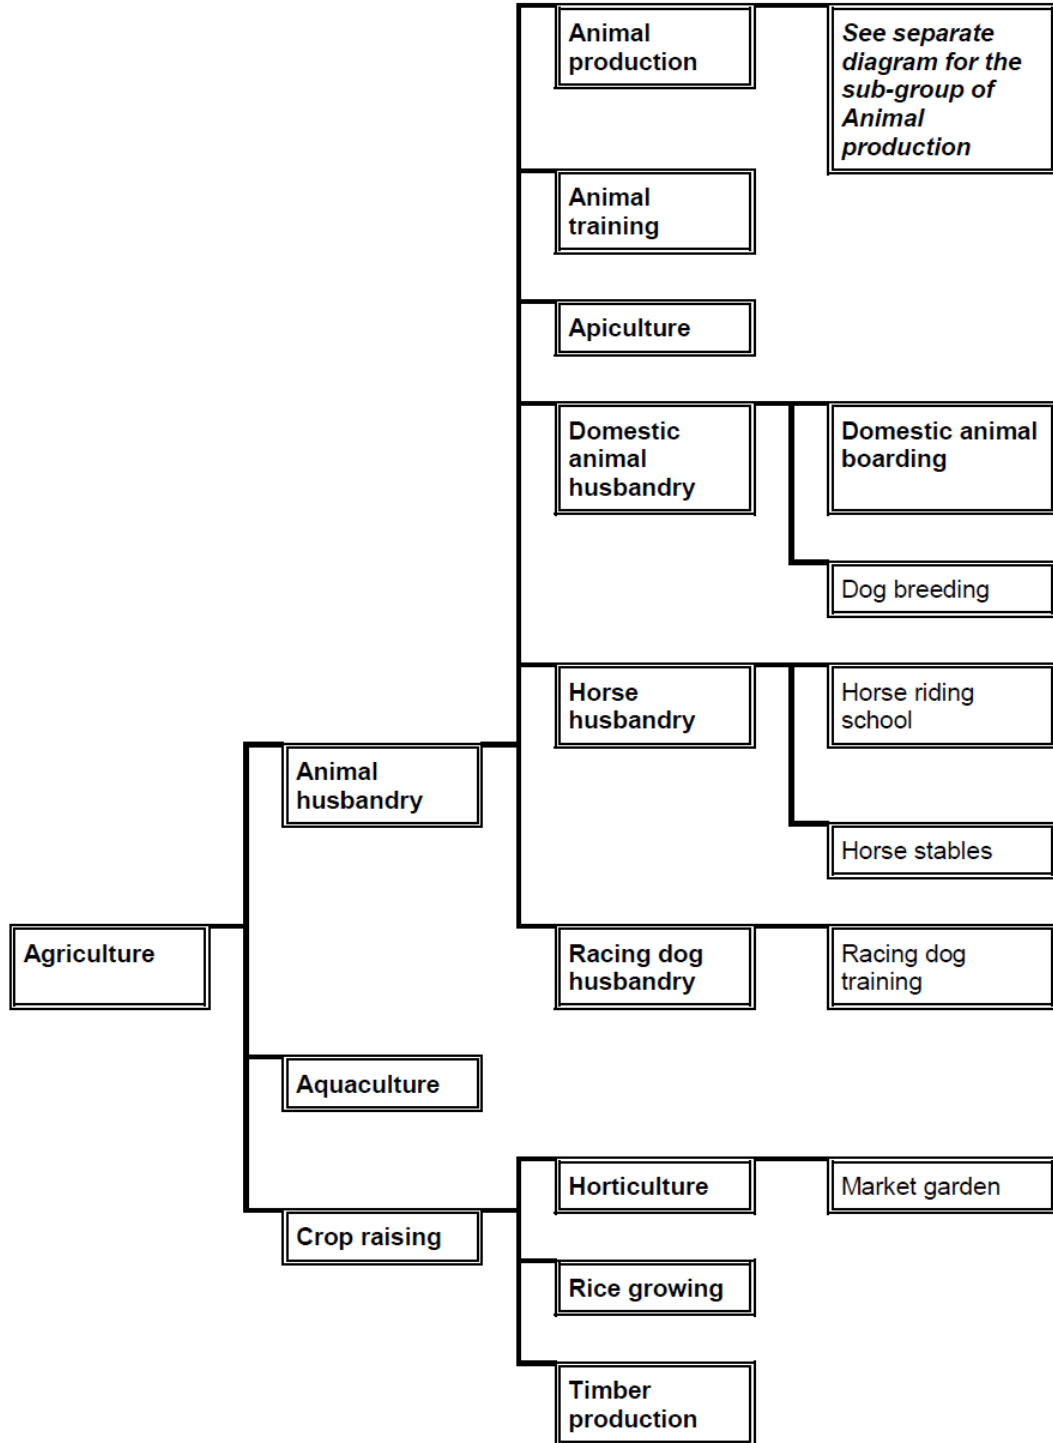 Animal
production
See separate
diagram for the
sub-group of
Animal
production
Animal
training
Apiculture
Domestic
animal
husbandry
Domestic animal
boarding
Dog breeding
Horse
husbandry
Horse riding
school
Animal
husbandry
Horse stables
Agriculture
Racing dog
husbandry
Racing dog
training
Aquaculture
Horticulture
Market garden
Crop raising
Rice growing
Timber
production